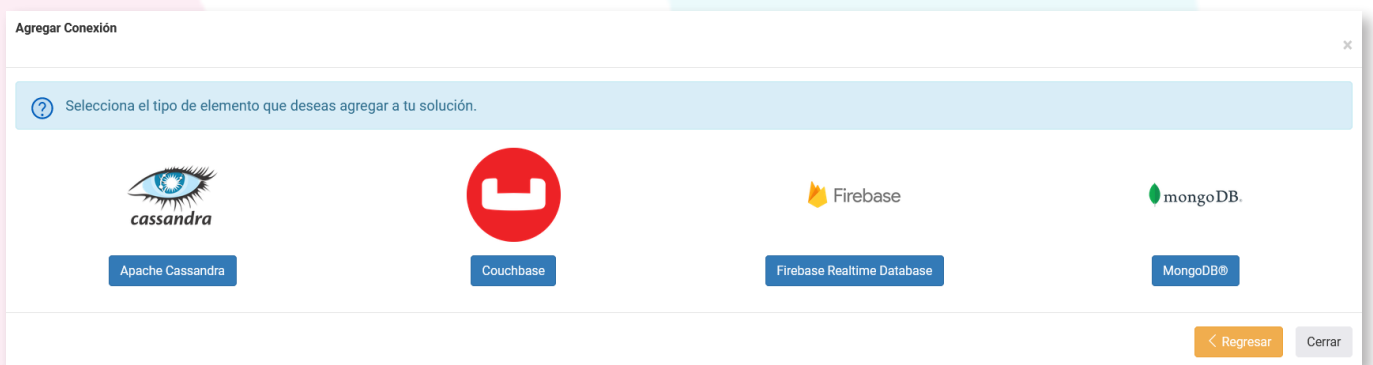 Agregar Conexión
×
Selecciona el tipo de elemento que deseas agregar a tu solución.
cassandra
Firebase
mongoDB.
Apache Cassandra
Couchbase
Firebase Realtime Database
MongoDB®
< Regresar
Cerrar